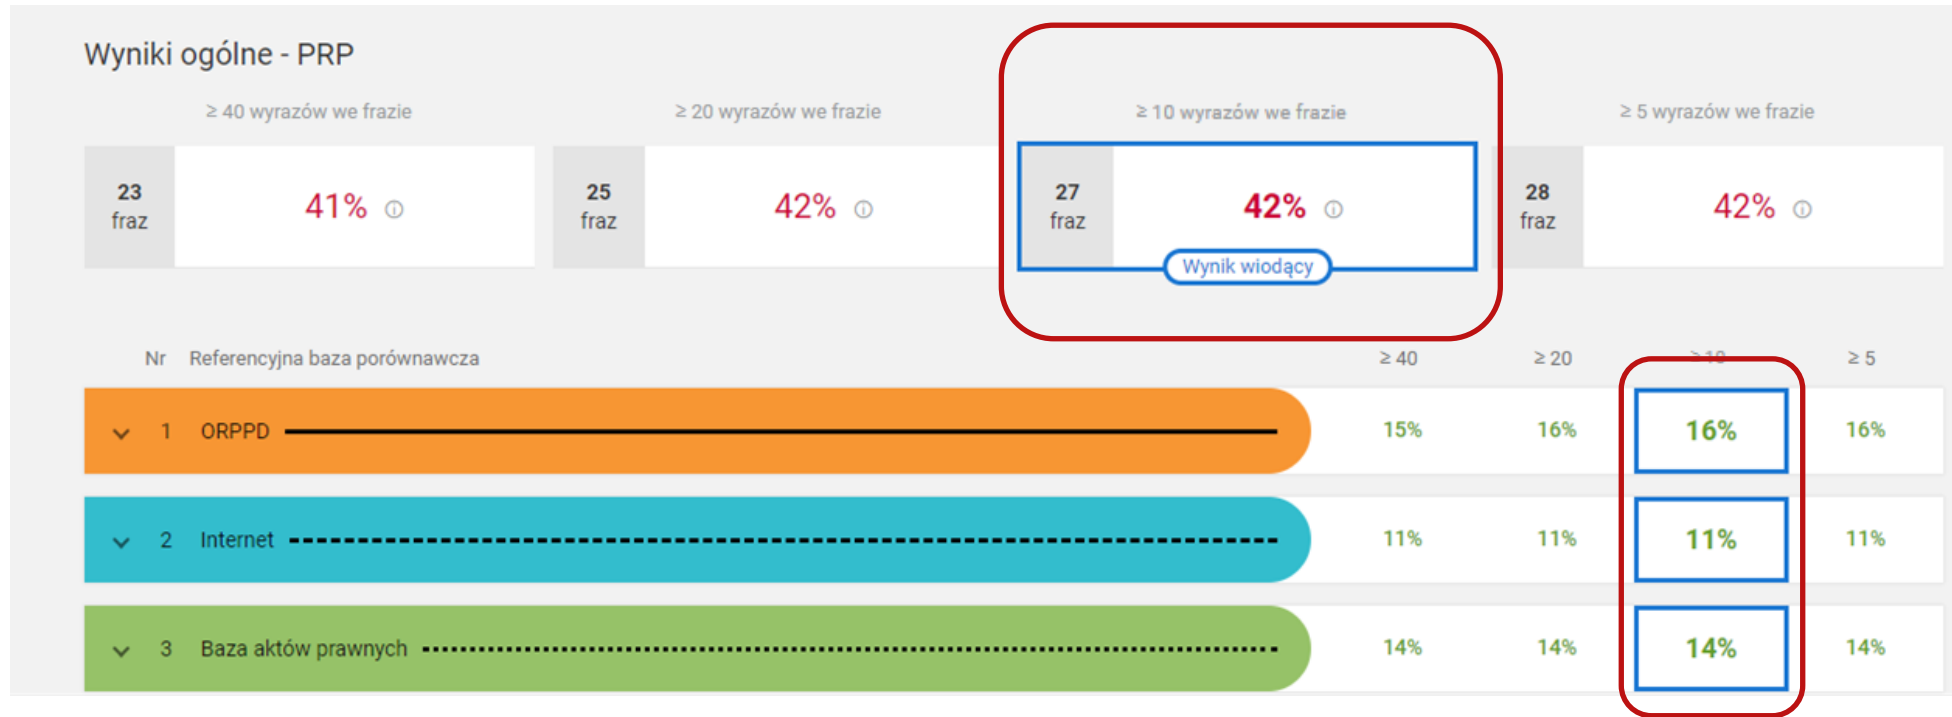 Wyniki ogólne - PRP
≥ 40 wyrazów we frazie ≥ 20 wyrazów we frazie ≥ 10 wyrazów we frazie ≥ 5 wyrazów we frazie
23 fraz 41% 25 fraz 42% 27 fraz 42% 28 fraz 42%
Wynik wiodący
Nr Referencyjna baza porównawcza ≥ 40 ≥ 20 ≥ 10 ≥ 5
1 ORPPD 15% 16% 16% 16%
2 Internet 11% 11% 11% 11%
3 Baza aktów prawnych 14% 14% 14% 14%